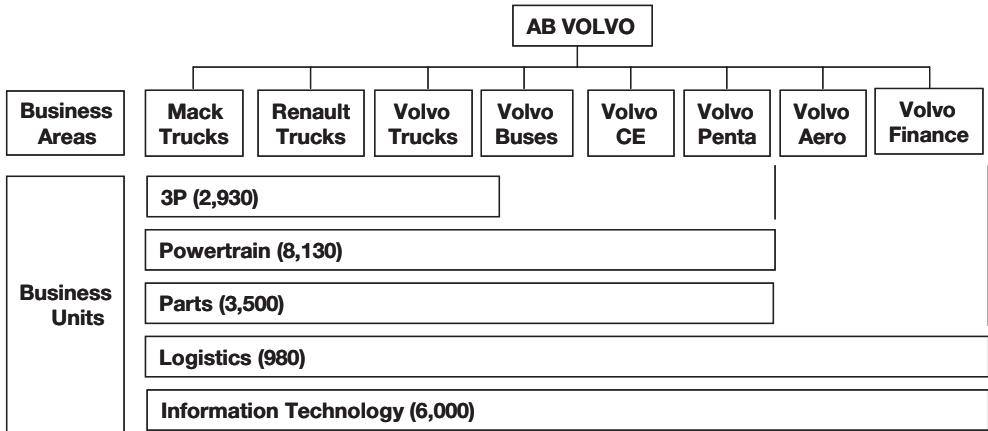 AB VOLVO
Business
Areas
Mack
Trucks
Renault
Trucks
Volvo
Trucks
Volvo
Buses
Volvo
CE
Volvo
Penta
Volvo
Aero
Volvo
Finance
Business
Units
3P (2,930)
Powertrain (8,130)
Parts (3,500)
Logistics (980)
Information Technology (6,000)